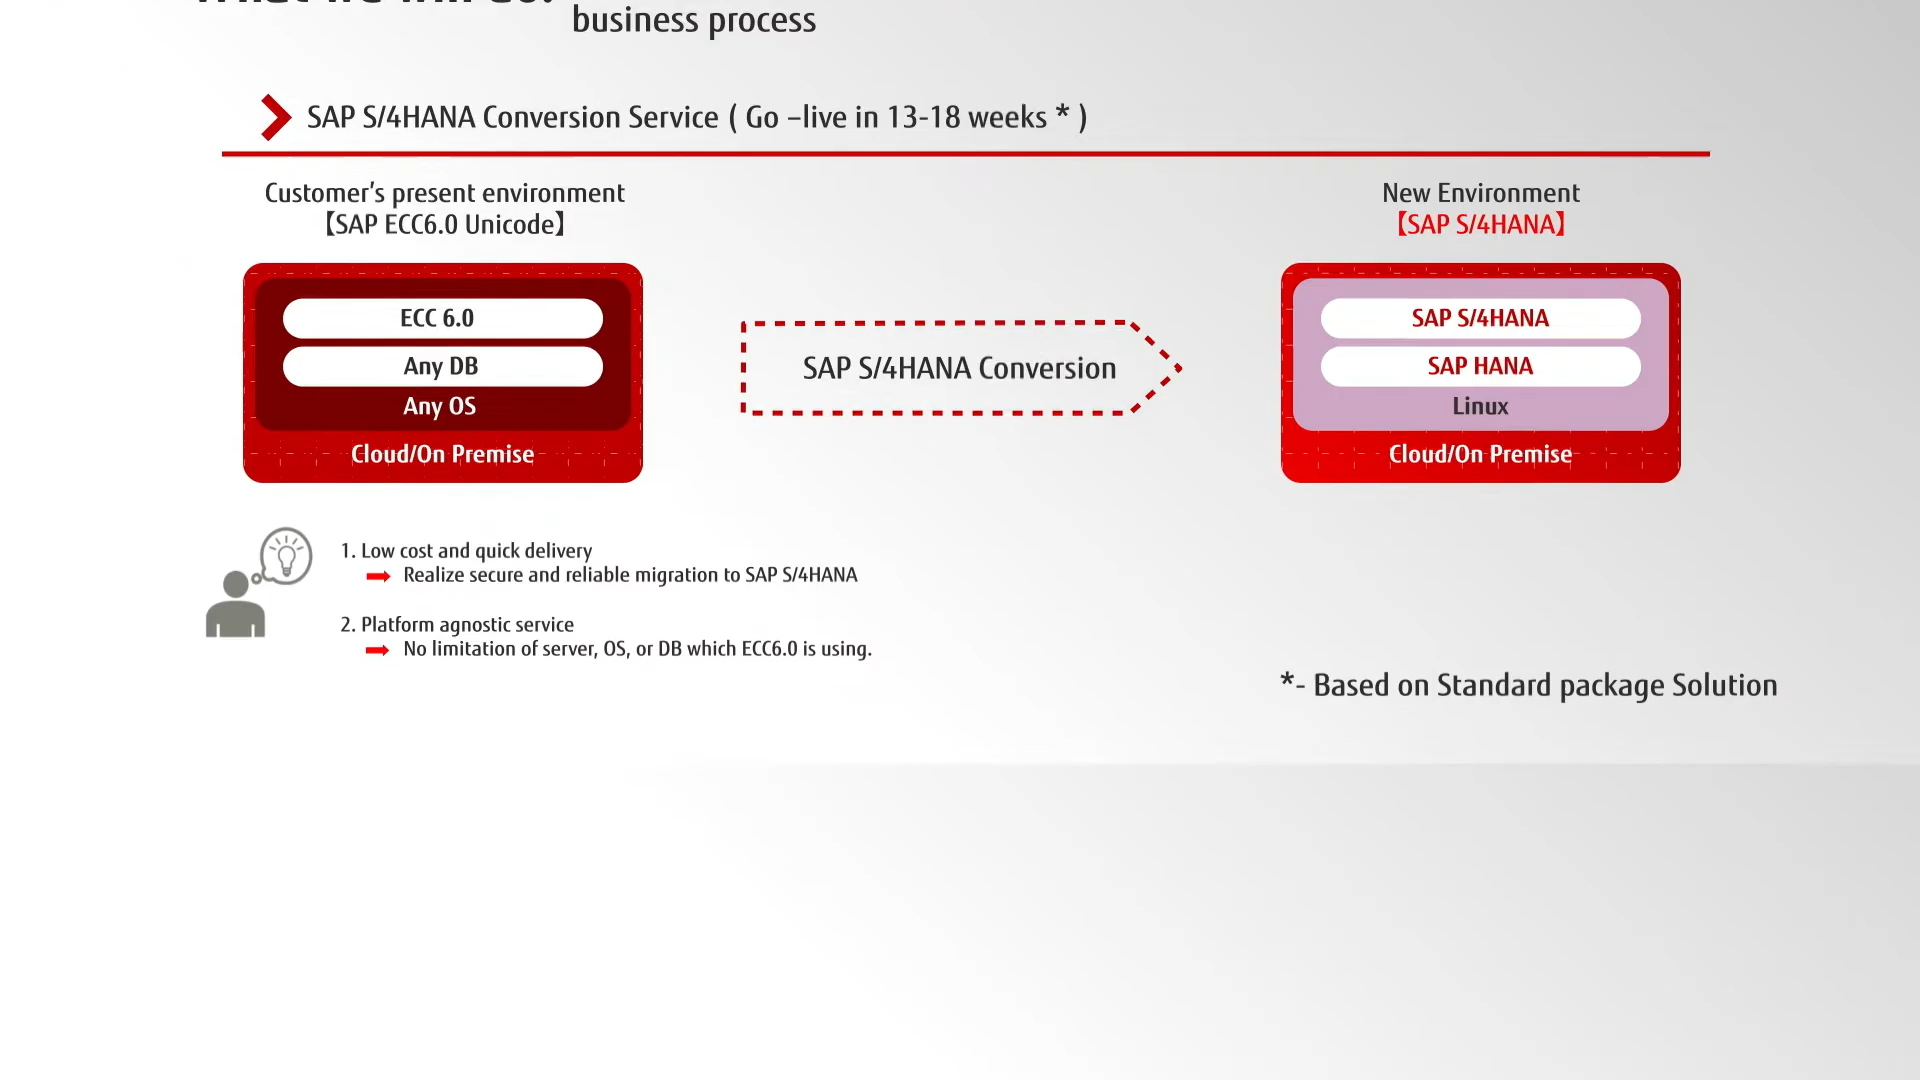 business process
SAP S/4HANA Conversion Service ( Go –live in 13-18 weeks * )
Customer’s present environment
【SAP ECC6.0 Unicode】
ECC 6.0
Any DB
Any OS
Cloud/On Premise
SAP S/4HANA Conversion
New Environment
【SAP S/4HANA】
SAP S/4HANA
SAP HANA
Linux
Cloud/On Premise
1. Low cost and quick delivery
Realize secure and reliable migration to SAP S/4HANA
2. Platform agnostic service
No limitation of server, OS, or DB which ECC6.0 is using.
*- Based on Standard package Solution